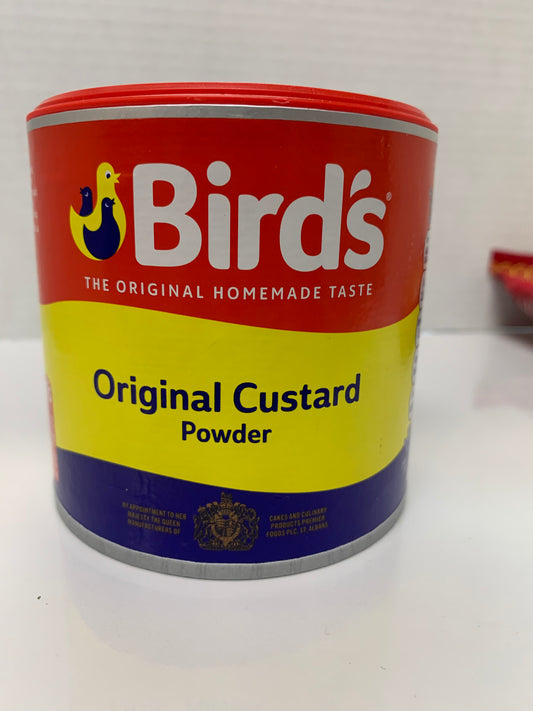 Bird's®
THE ORIGINAL HOMEMADE TASTE
Original Custard
Powder
BY APPOINTMENT TO HER
MAJESTY THE QUEEN
MANUFACTURERS OF
CAKES AND CULINARY
PRODUCTS PREMIER
FOODS PLC, ST. ALBANS